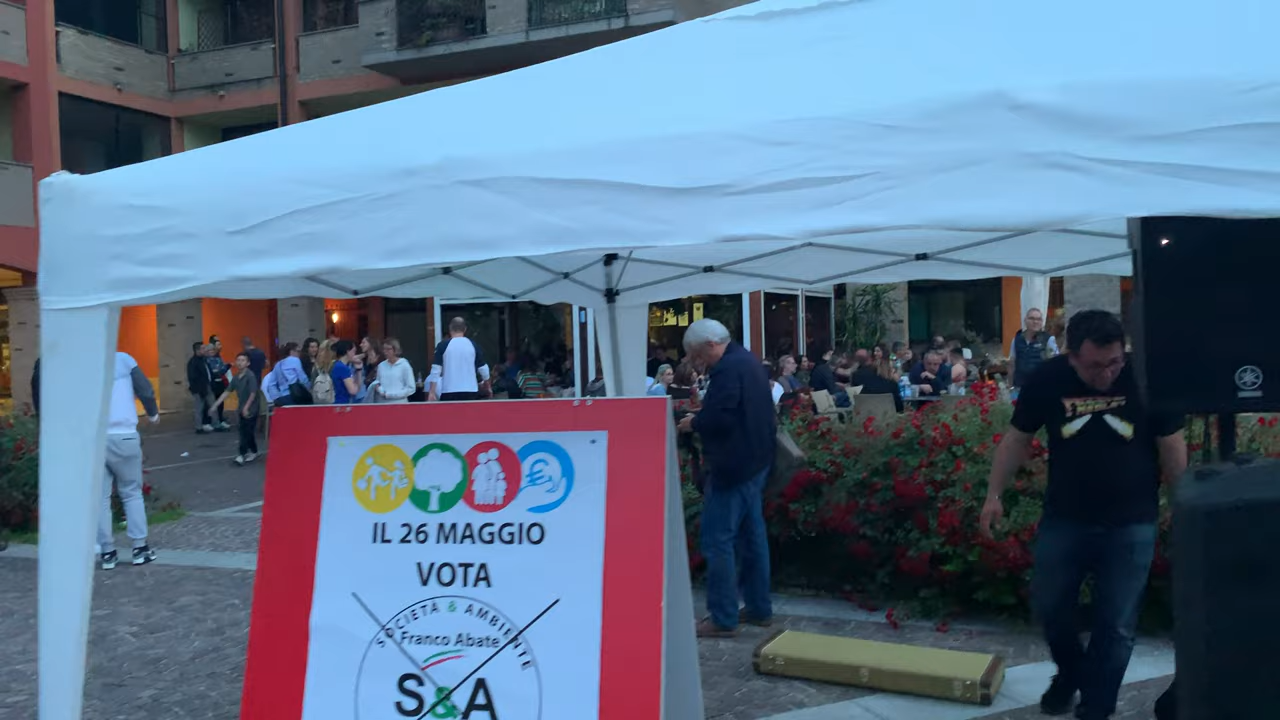 IL 26 MAGGIO
VOTA
SOCIETÀ & AMBIENTE
Franco Abate
S&A